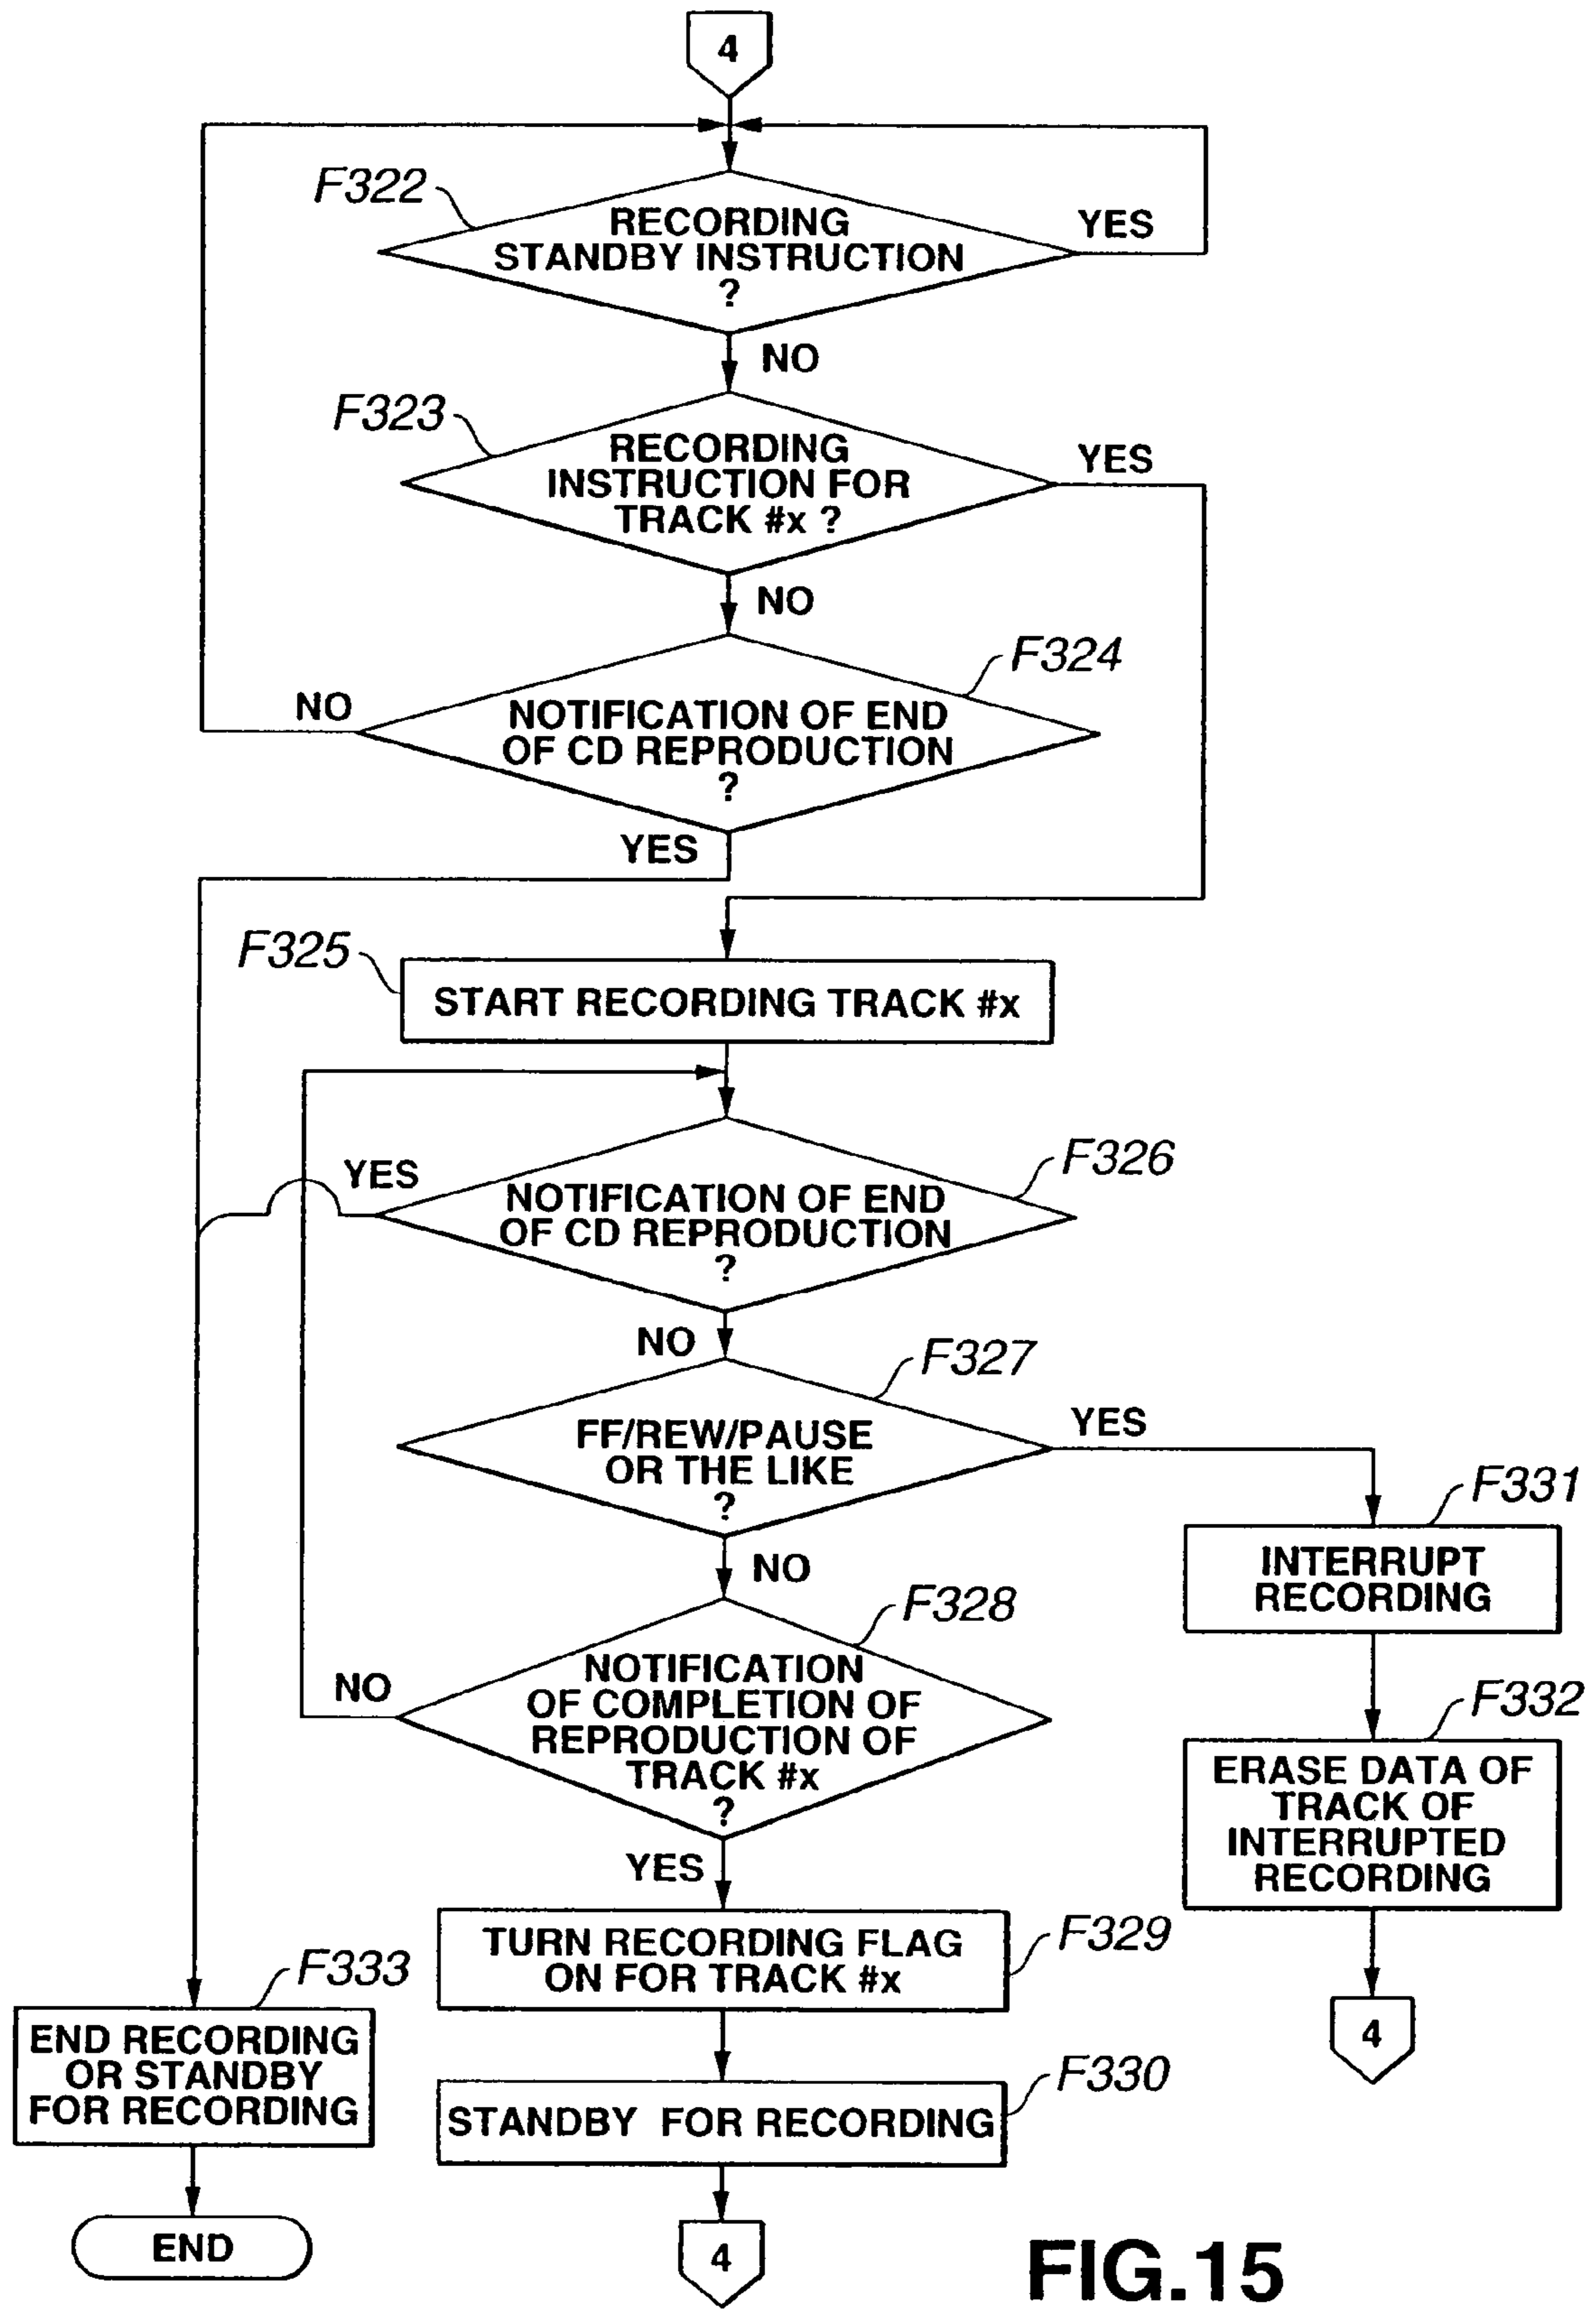 4
F322
RECORDING
STANDBY INSTRUCTION
?
YES
NO
F323
RECORDING
INSTRUCTION FOR
TRACK #x ?
YES
NO
F324
NOTIFICATION OF END
OF CD REPRODUCTION
?
NO
YES
F325
START RECORDING TRACK #x
F326
YES
NOTIFICATION OF END
OF CD REPRODUCTION
?
NO
F327
FF/REW/PAUSE
OR THE LIKE
?
YES
NO
F331
INTERRUPT
RECORDING
F328
NOTIFICATION
OF COMPLETION OF
REPRODUCTION OF
TRACK #x
?
NO
YES
F332
ERASE DATA OF
TRACK OF
INTERRUPTED
RECORDING
4
F329
TURN RECORDING FLAG
ON FOR TRACK #x
F330
STANDBY FOR RECORDING
4
F333
END RECORDING
OR STANDBY
FOR RECORDING
END
FIG.15